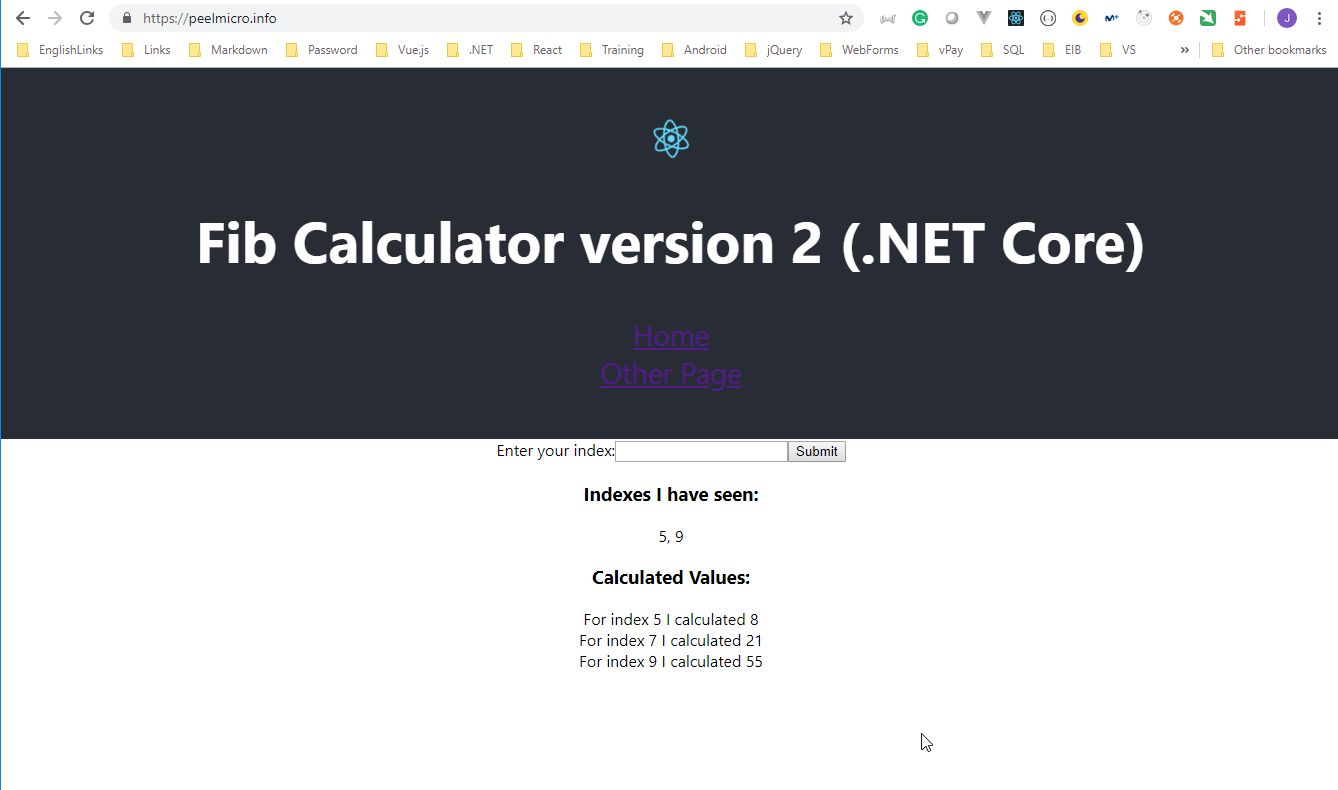 https://peelmicro.info
EnglishLinks Links Markdown Password Vue.js .NET React Training Android jQuery WebForms vPay SQL EIB VS » Other bookmarks
Fib Calculator version 2 (.NET Core)
Home
Other Page
Enter your index: Submit
Indexes I have seen:
5, 9
Calculated Values:
For index 5 I calculated 8
For index 7 I calculated 21
For index 9 I calculated 55